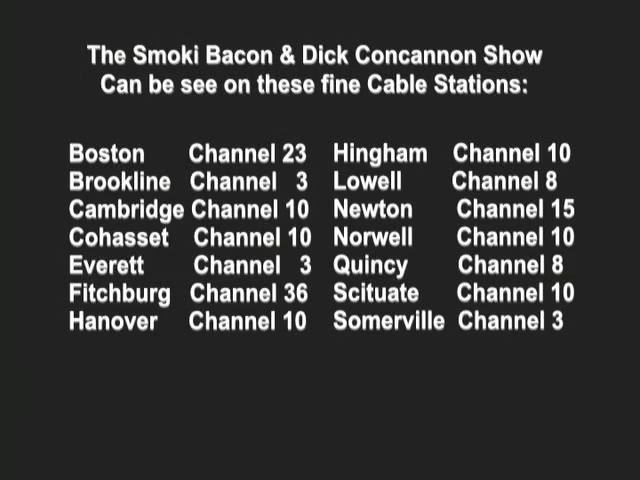 The Smoki Bacon & Dick Concannon Show
Can be see on these fine Cable Stations:
Boston Channel 23 Hingham Channel 10
Brookline Channel 3 Lowell Channel 8
Cambridge Channel 10 Newton Channel 15
Cohasset Channel 10 Norwell Channel 10
Everett Channel 3 Quincy Channel 8
Fitchburg Channel 36 Scituate Channel 10
Hanover Channel 10 Somerville Channel 3